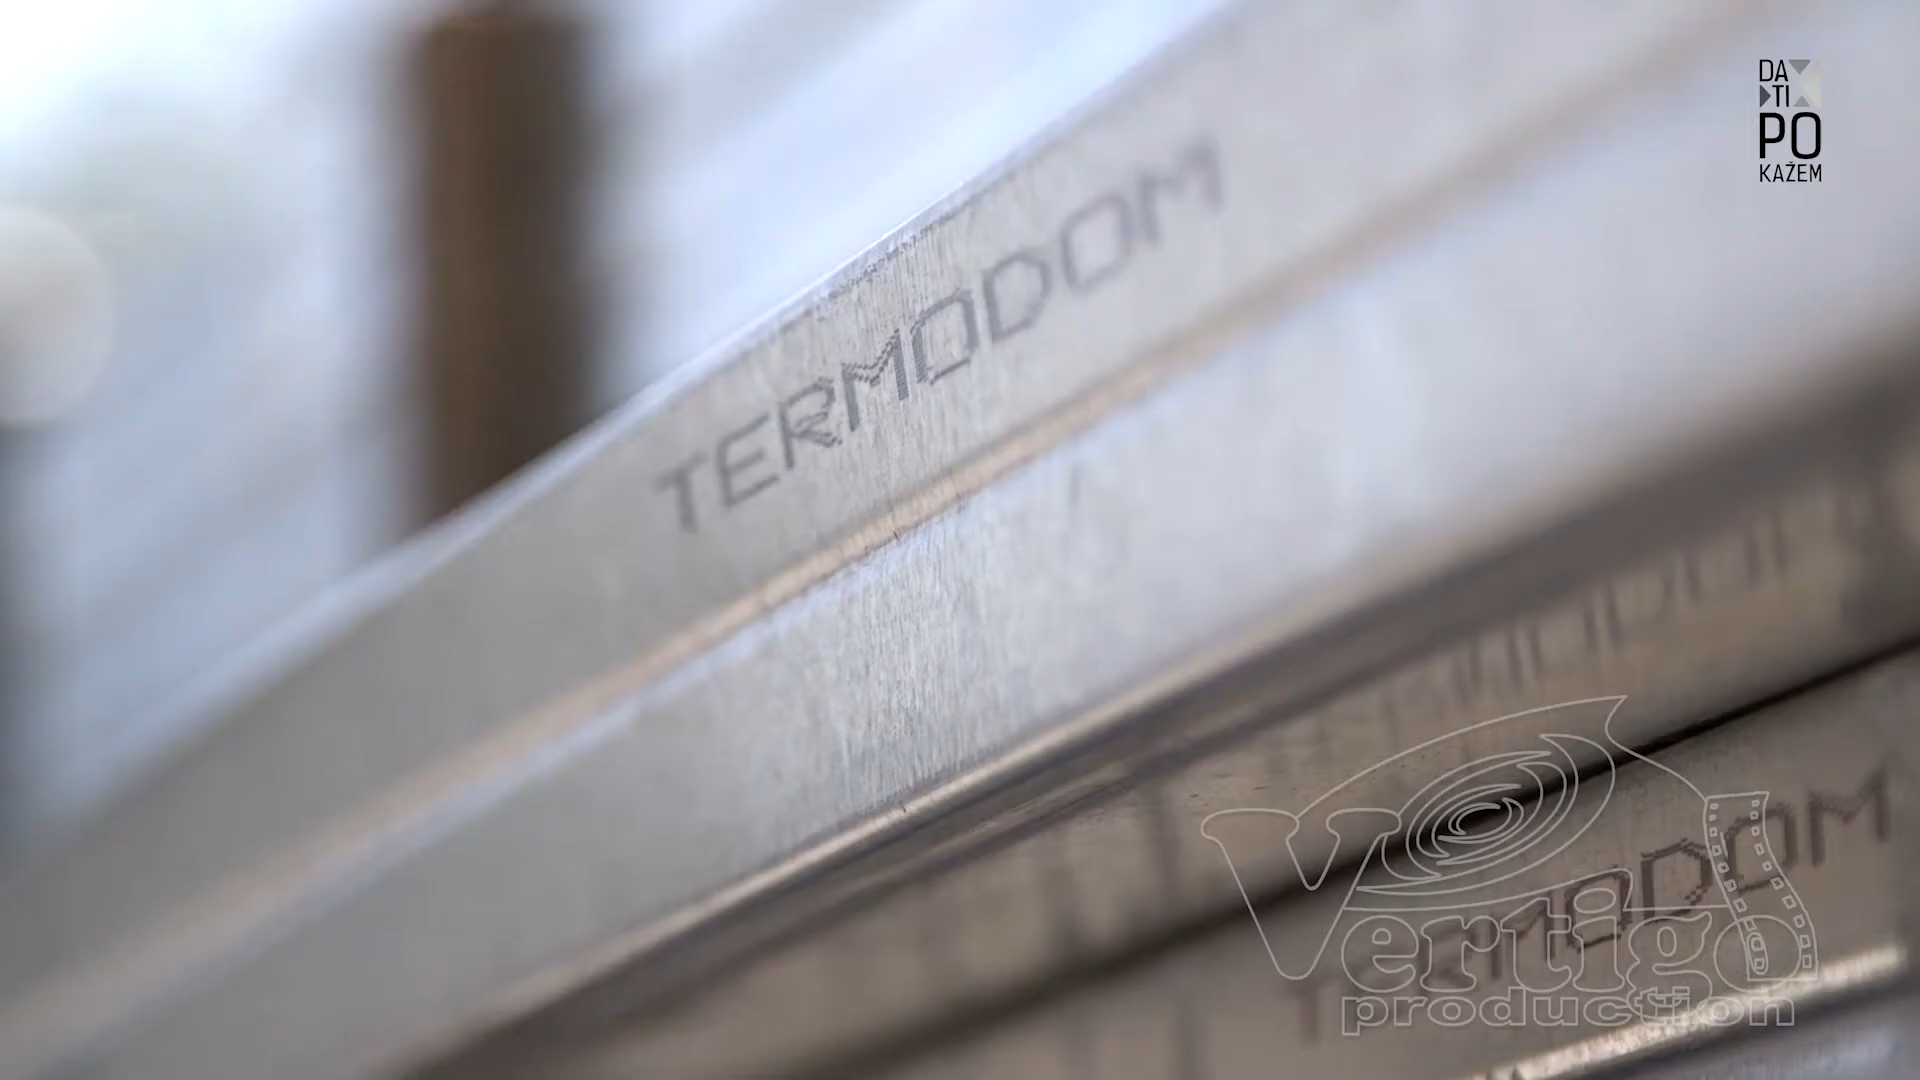 DA
TI
PO
KAŽEM
TERMODOM
TERMODOM
Vertigo
production